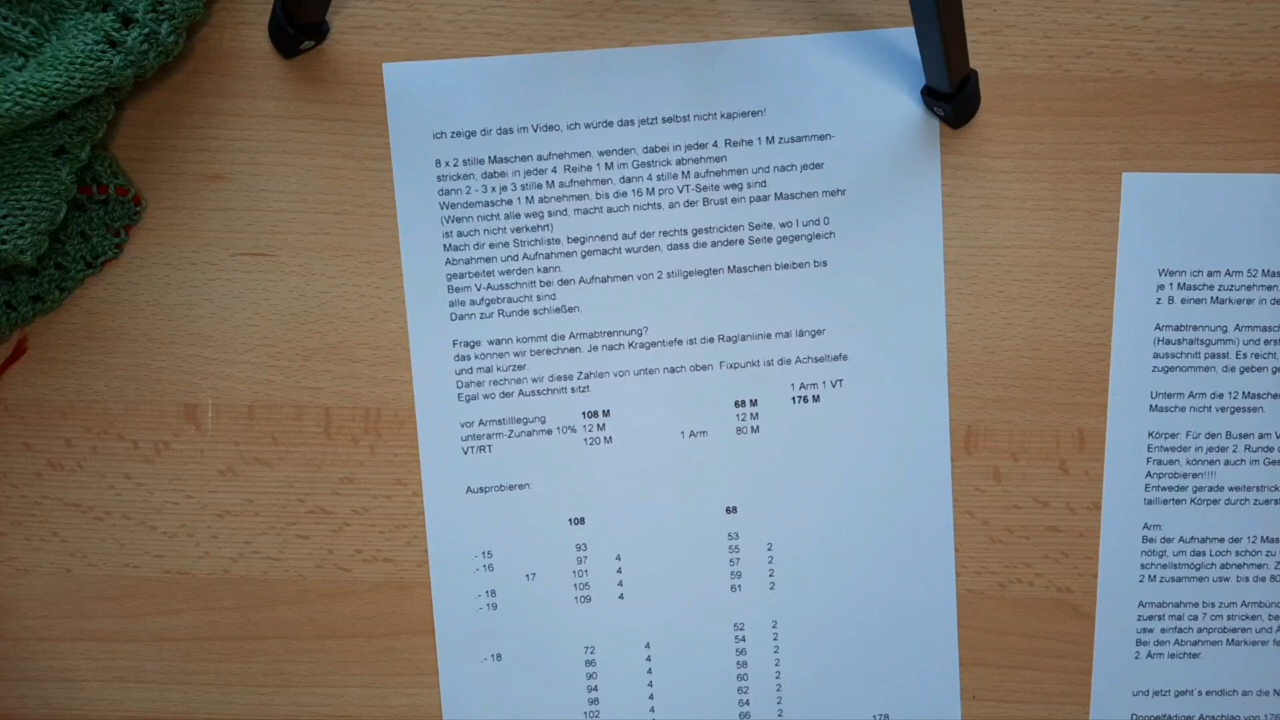 ich zeige dir das im Video, ich würde das jetzt selbst nicht kapieren!
8 x 2 stille Maschen aufnehmen, wenden, dabei in jeder 4. Reihe 1 M zusammen-
stricken, dabei in jeder 4. Reihe 1 M im Gestrick abnehmen
dann 2 - 3 x je 3 stille M aufnehmen, dann 4 stille M aufnehmen und nach jeder
Wendemasche 1 M abnehmen, bis die 16 M pro VT-Seite weg sind.
(Wenn nicht alle weg sind, macht auch nichts, an der Brust ein paar Maschen mehr
ist auch nicht verkehrt)
Mach dir eine Strichliste, beginnend auf der rechts gestrickten Seite, wo I und 0
Abnahmen und Aufnahmen gemacht wurden, dass die andere Seite gegengleich
gearbeitet werden kann.
Beim V-Ausschnitt bei den Aufnahmen von 2 stillgelegten Maschen bleiben bis
alle aufgebraucht sind.
Dann zur Runde schließen.
Frage: wann kommt die Armabtrennung?
das können wir berechnen. Je nach Kragentiefe ist die Raglanlinie mal länger
und mal kürzer.
Daher rechnen wir diese Zahlen von unten nach oben. Fixpunkt ist die Achseltiefe.
Egal wo der Ausschnitt sitzt.
1 Arm 1 VT
vor Armstilllegung 108 M 68 M 176 M
unterarm-Zunahme 10% 12 M 12 M
VT/RT 120 M 1 Arm 80 M
Ausprobieren:
108 68
.- 15 93 53
.- 16 97 4 55 2
17 101 4 57 2
.- 18 105 4 59 2
.- 19 109 4 61 2
52 2
72 4 54 2
.- 18 86 4 56 2
90 4 58 2
94 4 60 2
98 4 62 2
102 4 64 2
66 2 178
Wenn ich am Arm 52 Mas
je 1 Masche zuzunehmen.
z. B. einen Markierer in de
Armabtrennung, Armmasch
(Haushaltsgummi) und erst
ausschnitt passt. Es reicht,
zugenommen, die geben ge
Unterm Arm die 12 Masche
Masche nicht vergessen.
Körper: Für den Busen am V
Entweder in jeder 2. Runde
Frauen, können auch im Ges
Anprobieren!!!!
Entweder gerade weiterstrick
taillierten Körper durch zuerst
Arm:
Bei der Aufnahme der 12 Mas
nötigt, um das Loch schön zu
schnellstmöglich abnehmen. Z
2 M zusammen usw. bis die 80
Armabnahme bis zum Armbünd
zuerst mal ca 7 cm stricken, be
usw. einfach anprobieren und A
Bei den Abnahmen Markierer fe
2. Arm leichter.
und jetzt geht´s endlich an die N
Doppelfädiger Anschlag von 176